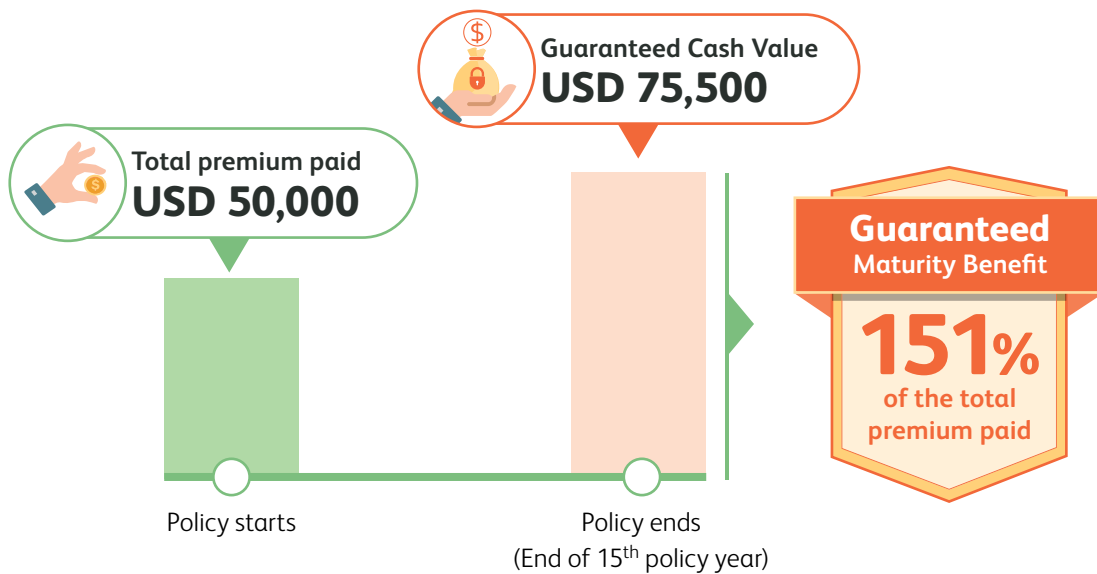 $
Guaranteed Cash Value
USD 75,500
Total premium paid
USD 50,000
$
Guaranteed
Maturity Benefit
151%
of the total
premium paid
Policy starts
Policy ends
(End of 15th policy year)